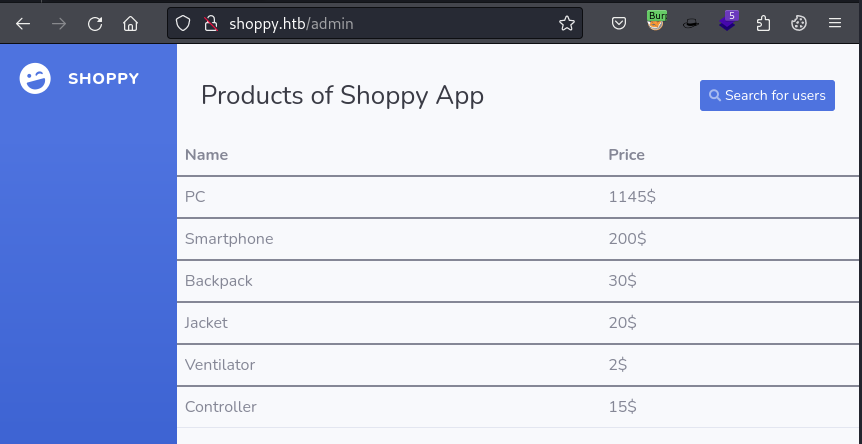 shoppy.htb/admin
Burp
5
SHOPPY
Products of Shoppy App
Search for users
Name Price
PC 1145$
Smartphone 200$
Backpack 30$
Jacket 20$
Ventilator 2$
Controller 15$